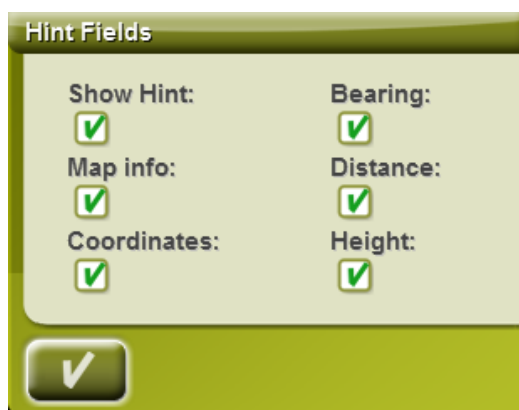 Hint Fields
Show Hint: Bearing:
Map info: Distance:
Coordinates: Height: